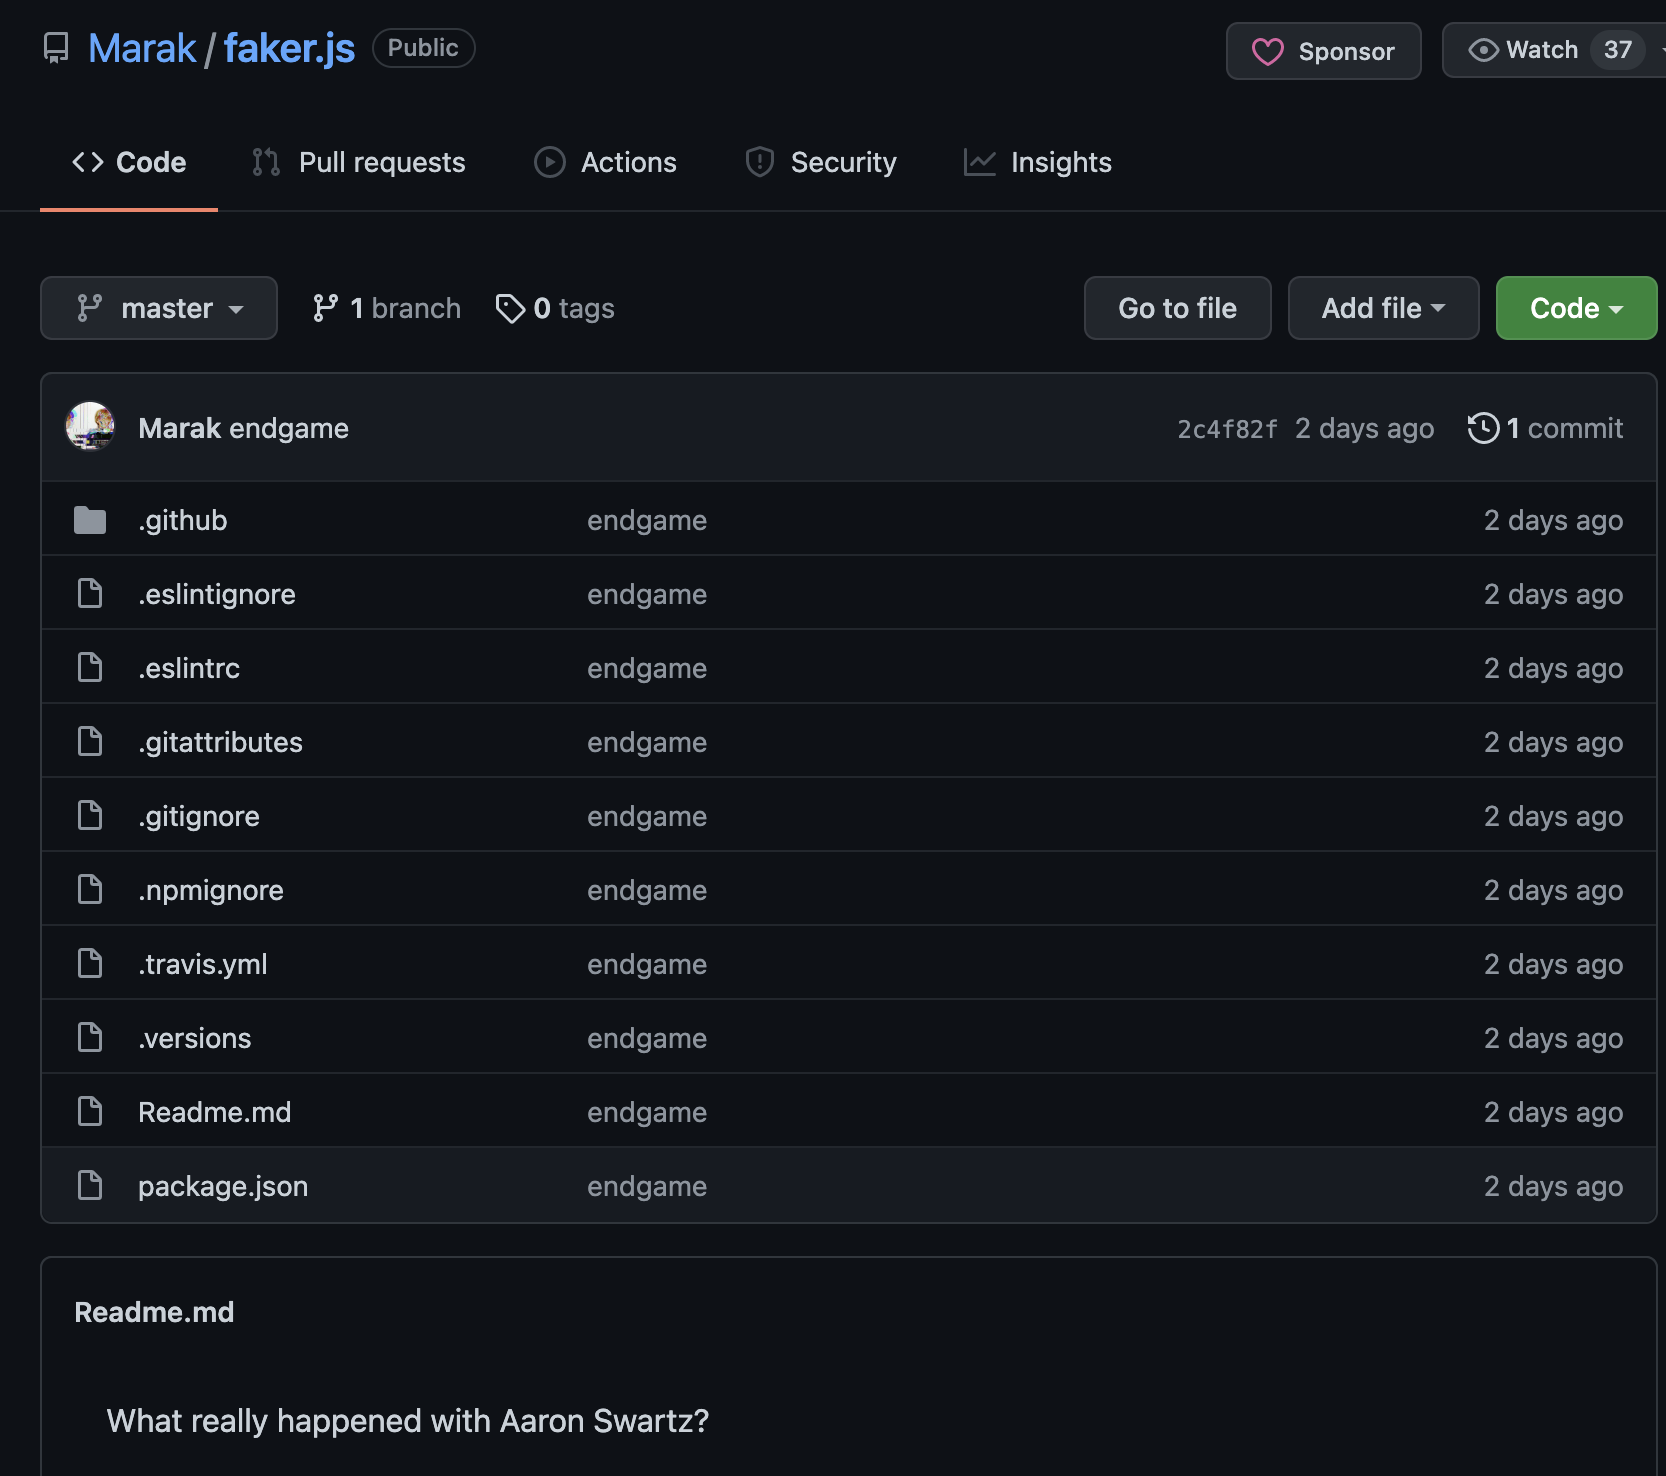 Marak / faker.js Public Sponsor Watch 37
Code Pull requests Actions Security Insights
master 1 branch 0 tags Go to file Add file Code
Marak endgame 2c4f82f 2 days ago 1 commit
.github endgame 2 days ago
.eslintignore endgame 2 days ago
.eslintrc endgame 2 days ago
.gitattributes endgame 2 days ago
.gitignore endgame 2 days ago
.npmignore endgame 2 days ago
.travis.yml endgame 2 days ago
.versions endgame 2 days ago
Readme.md endgame 2 days ago
package.json endgame 2 days ago
Readme.md
What really happened with Aaron Swartz?